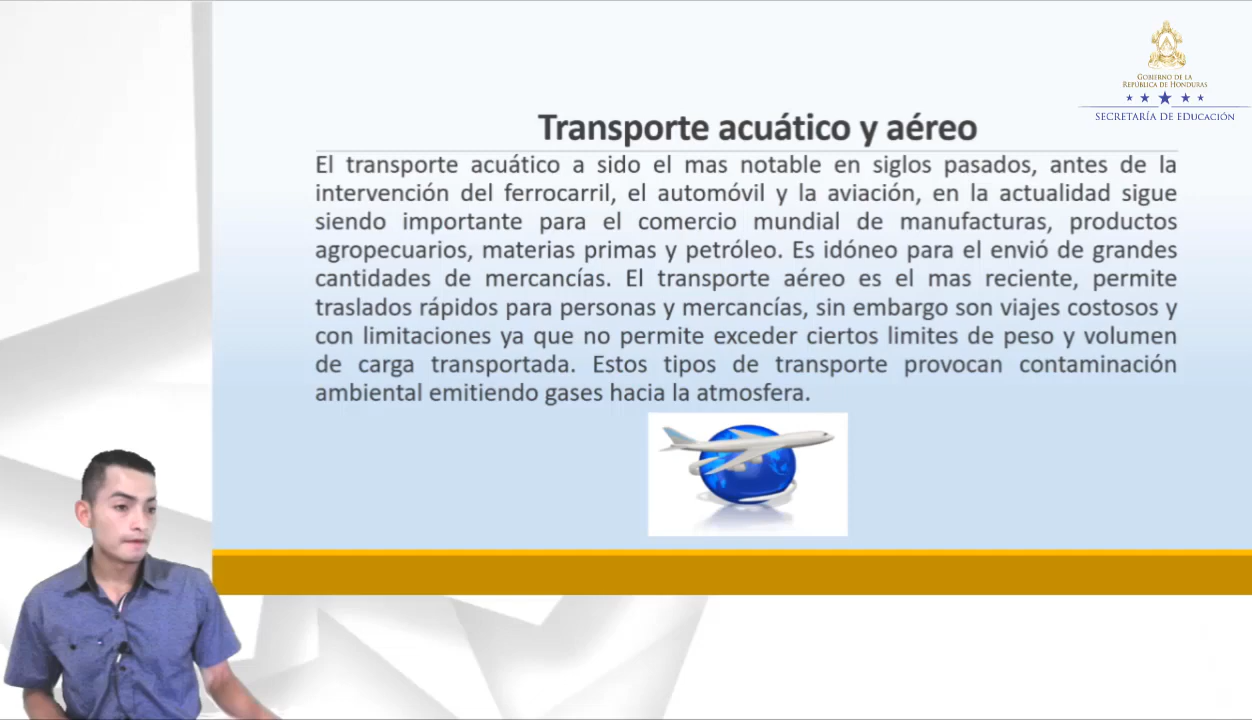 GOBIERNO DE LA
REPÚBLICA DE HONDURAS
SECRETARÍA DE EDUCACIÓN
Transporte acuático y aéreo
El transporte acuático a sido el mas notable en siglos pasados, antes de la
intervención del ferrocarril, el automóvil y la aviación, en la actualidad sigue
siendo importante para el comercio mundial de manufacturas, productos
agropecuarios, materias primas y petróleo. Es idóneo para el envió de grandes
cantidades de mercancías. El transporte aéreo es el mas reciente, permite
traslados rápidos para personas y mercancías, sin embargo son viajes costosos y
con limitaciones ya que no permite exceder ciertos limites de peso y volumen
de carga transportada. Estos tipos de transporte provocan contaminación
ambiental emitiendo gases hacia la atmosfera.